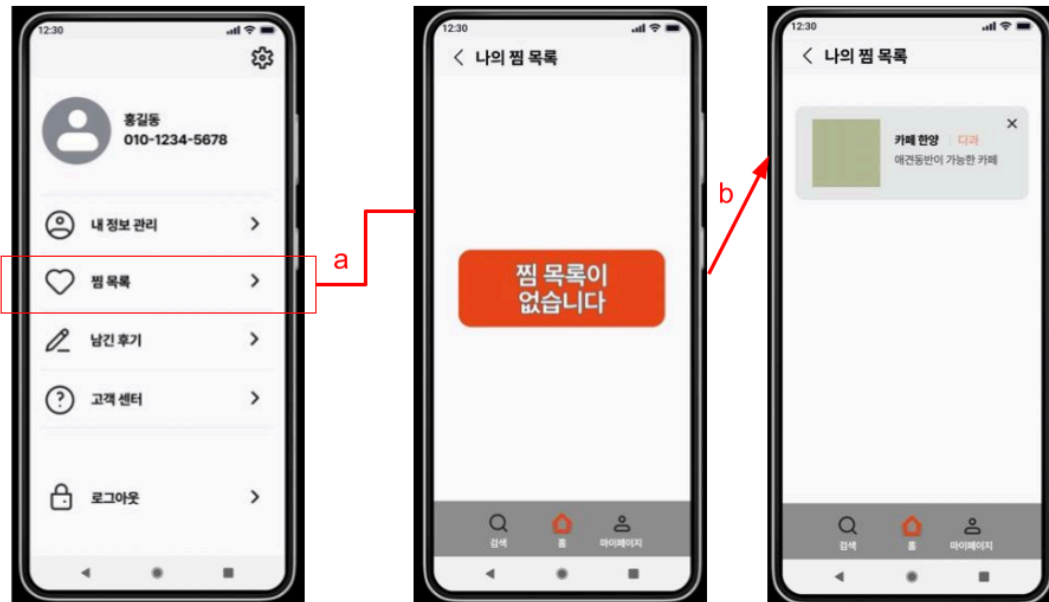 12:30
홍길동
010-1234-5678
내 정보 관리
찜 목록
남긴 후기
고객 센터
로그아웃
a
12:30
나의 찜 목록
찜 목록이
없습니다
검색 홈 마이페이지
b
12:30
나의 찜 목록
카페 한양 다과
애견동반이 가능한 카페
검색 홈 마이페이지